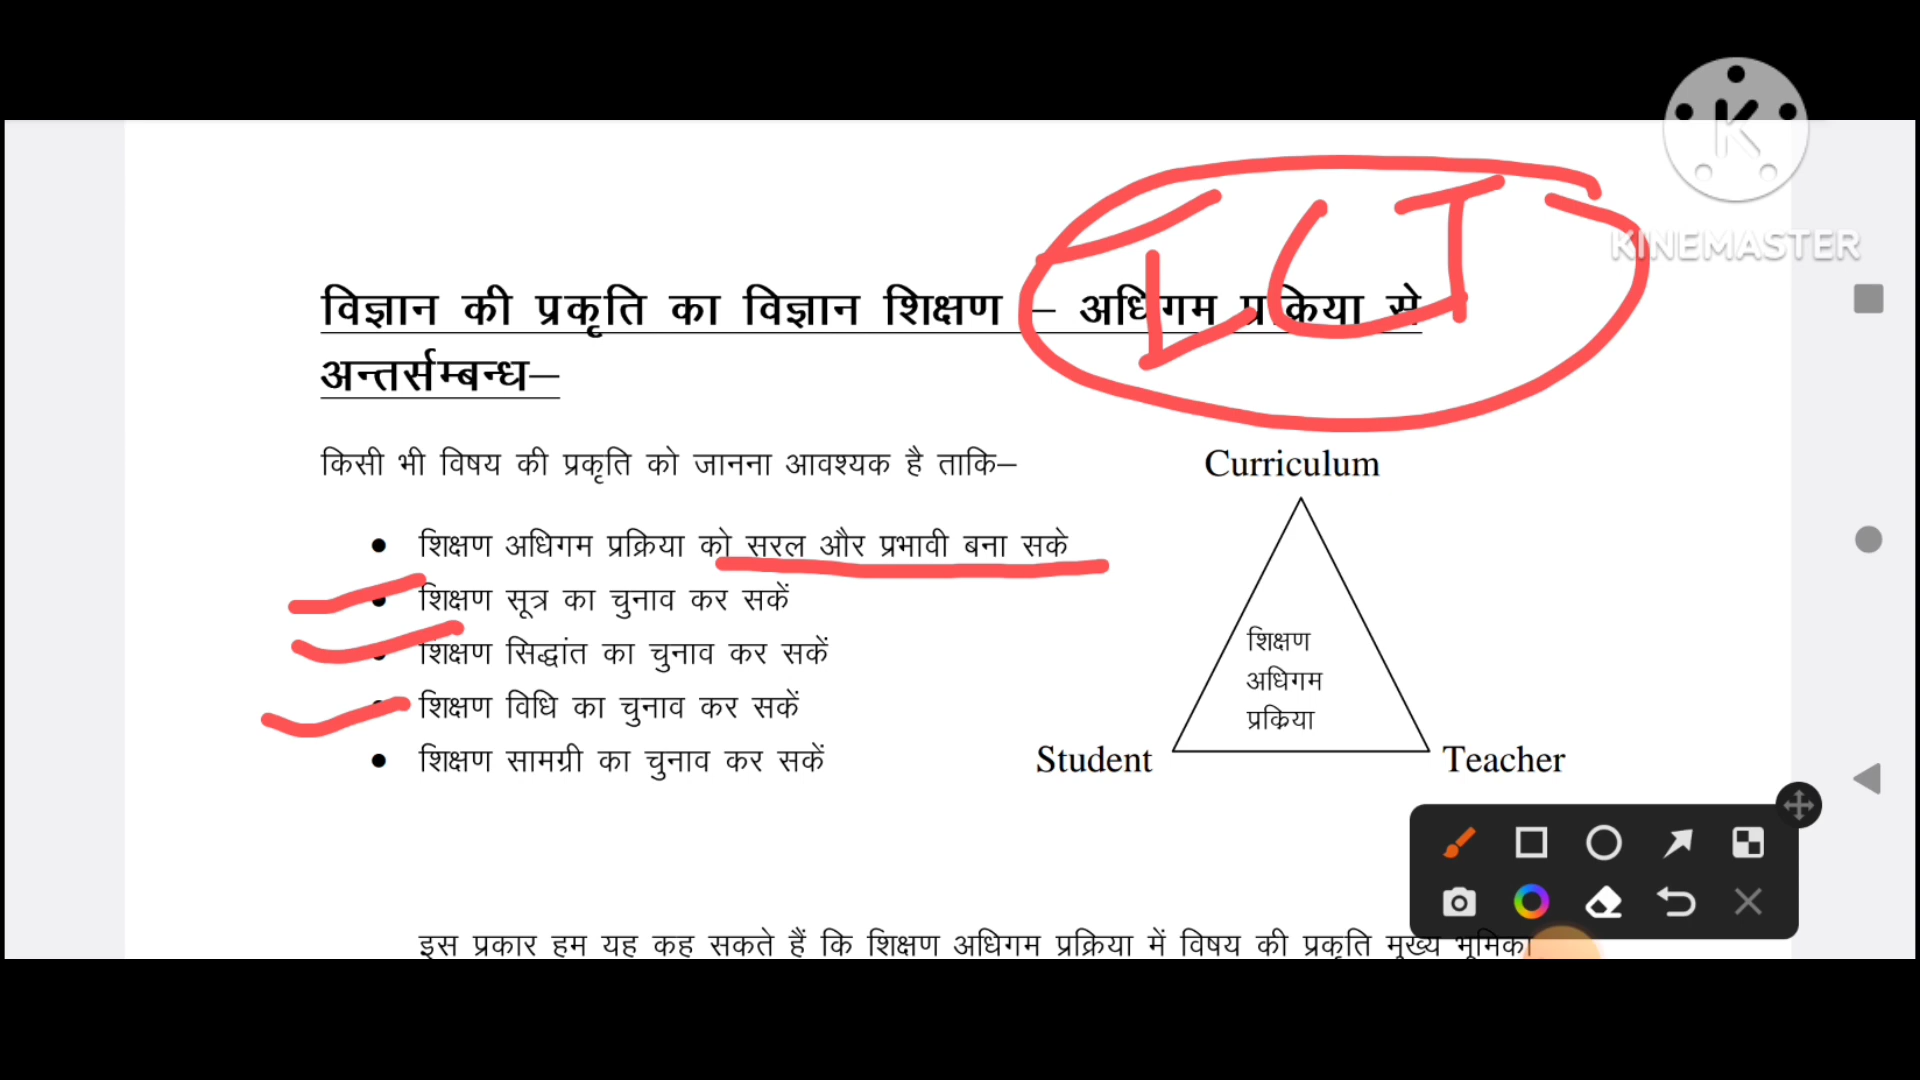 KINEMASTER
LCT
विज्ञान की प्रकृति का विज्ञान शिक्षण – अधिगम प्रक्रिया से
अन्तर्सम्बन्ध–
किसी भी विषय की प्रकृति को जानना आवश्यक है ताकि–
• शिक्षण अधिगम प्रक्रिया को सरल और प्रभावी बना सके
• शिक्षण सूत्र का चुनाव कर सकें
• शिक्षण सिद्धांत का चुनाव कर सकें
• शिक्षण विधि का चुनाव कर सकें
• शिक्षण सामग्री का चुनाव कर सकें
Curriculum
शिक्षण
अधिगम
प्रक्रिया
Student
Teacher
इस प्रकार हम यह कह सकते हैं कि शिक्षण अधिगम प्रक्रिया में विषय की प्रकृति मुख्य भूमिका